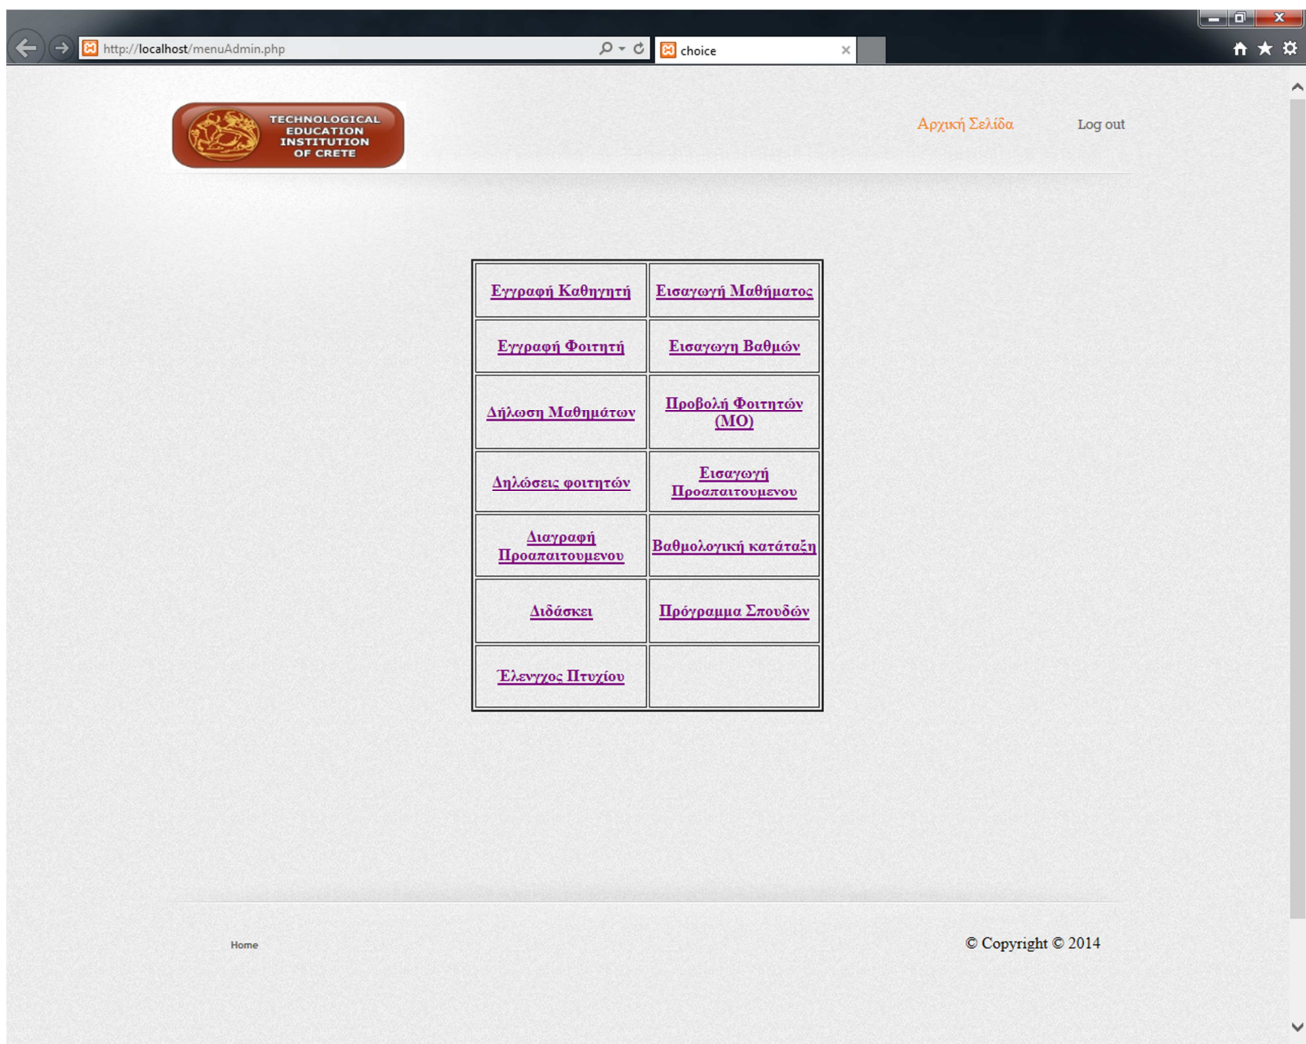 http://localhost/menuAdmin.php
choice
TECHNOLOGICAL
EDUCATION
INSTITUTION
OF CRETE
Αρχική Σελίδα
Log out
Εγγραφή Καθηγητή
Εισαγωγή Μαθήματος
Εγγραφή Φοιτητή
Εισαγωγη Βαθμών
Δήλωση Μαθημάτων
Προβολή Φοιτητών
(ΜΟ)
Δηλώσεις φοιτητών
Εισαγωγή
Προαπαιτουμενου
Διαγραφή
Προαπαιτουμενου
Βαθμολογική κατάταξη
Διδάσκει
Πρόγραμμα Σπουδών
Έλενγχος Πτυχίου
Home
© Copyright © 2014